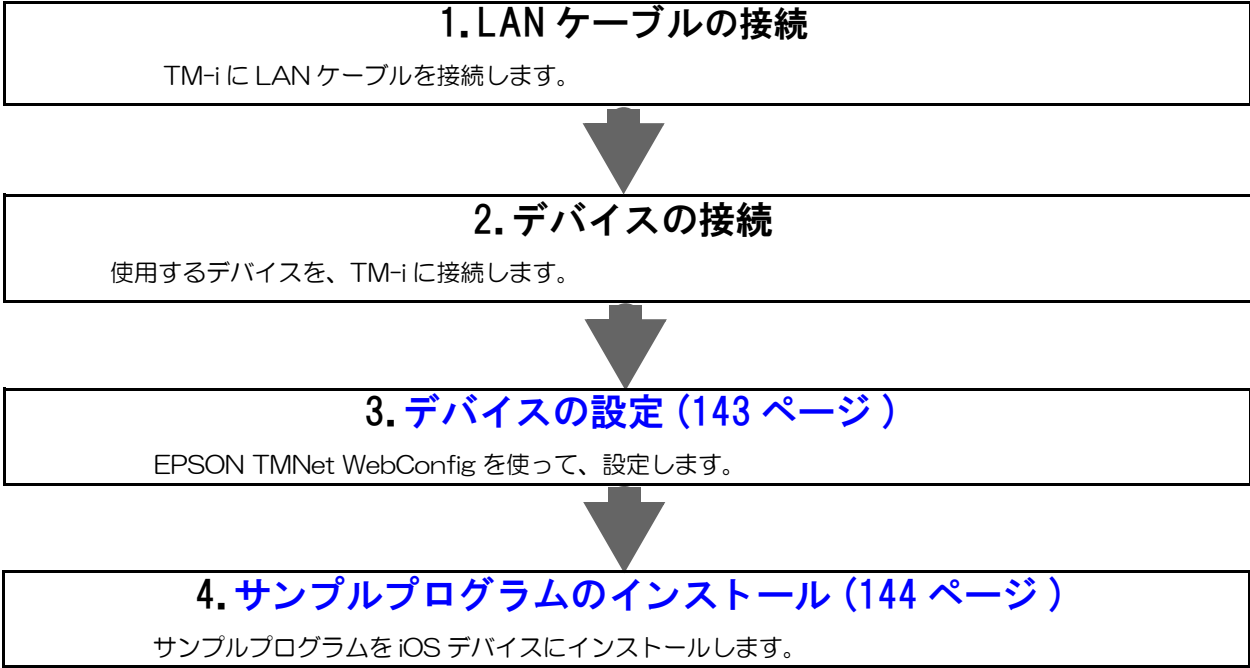 1.LAN ケーブルの接続
TM-i に LAN ケーブルを接続します。
2.デバイスの接続
使用するデバイスを、TM-i に接続します。
3.デバイスの設定 (143 ページ )
EPSON TMNet WebConfig を使って、設定します。
4.サンプルプログラムのインストール (144 ページ )
サンプルプログラムを iOS デバイスにインストールします。